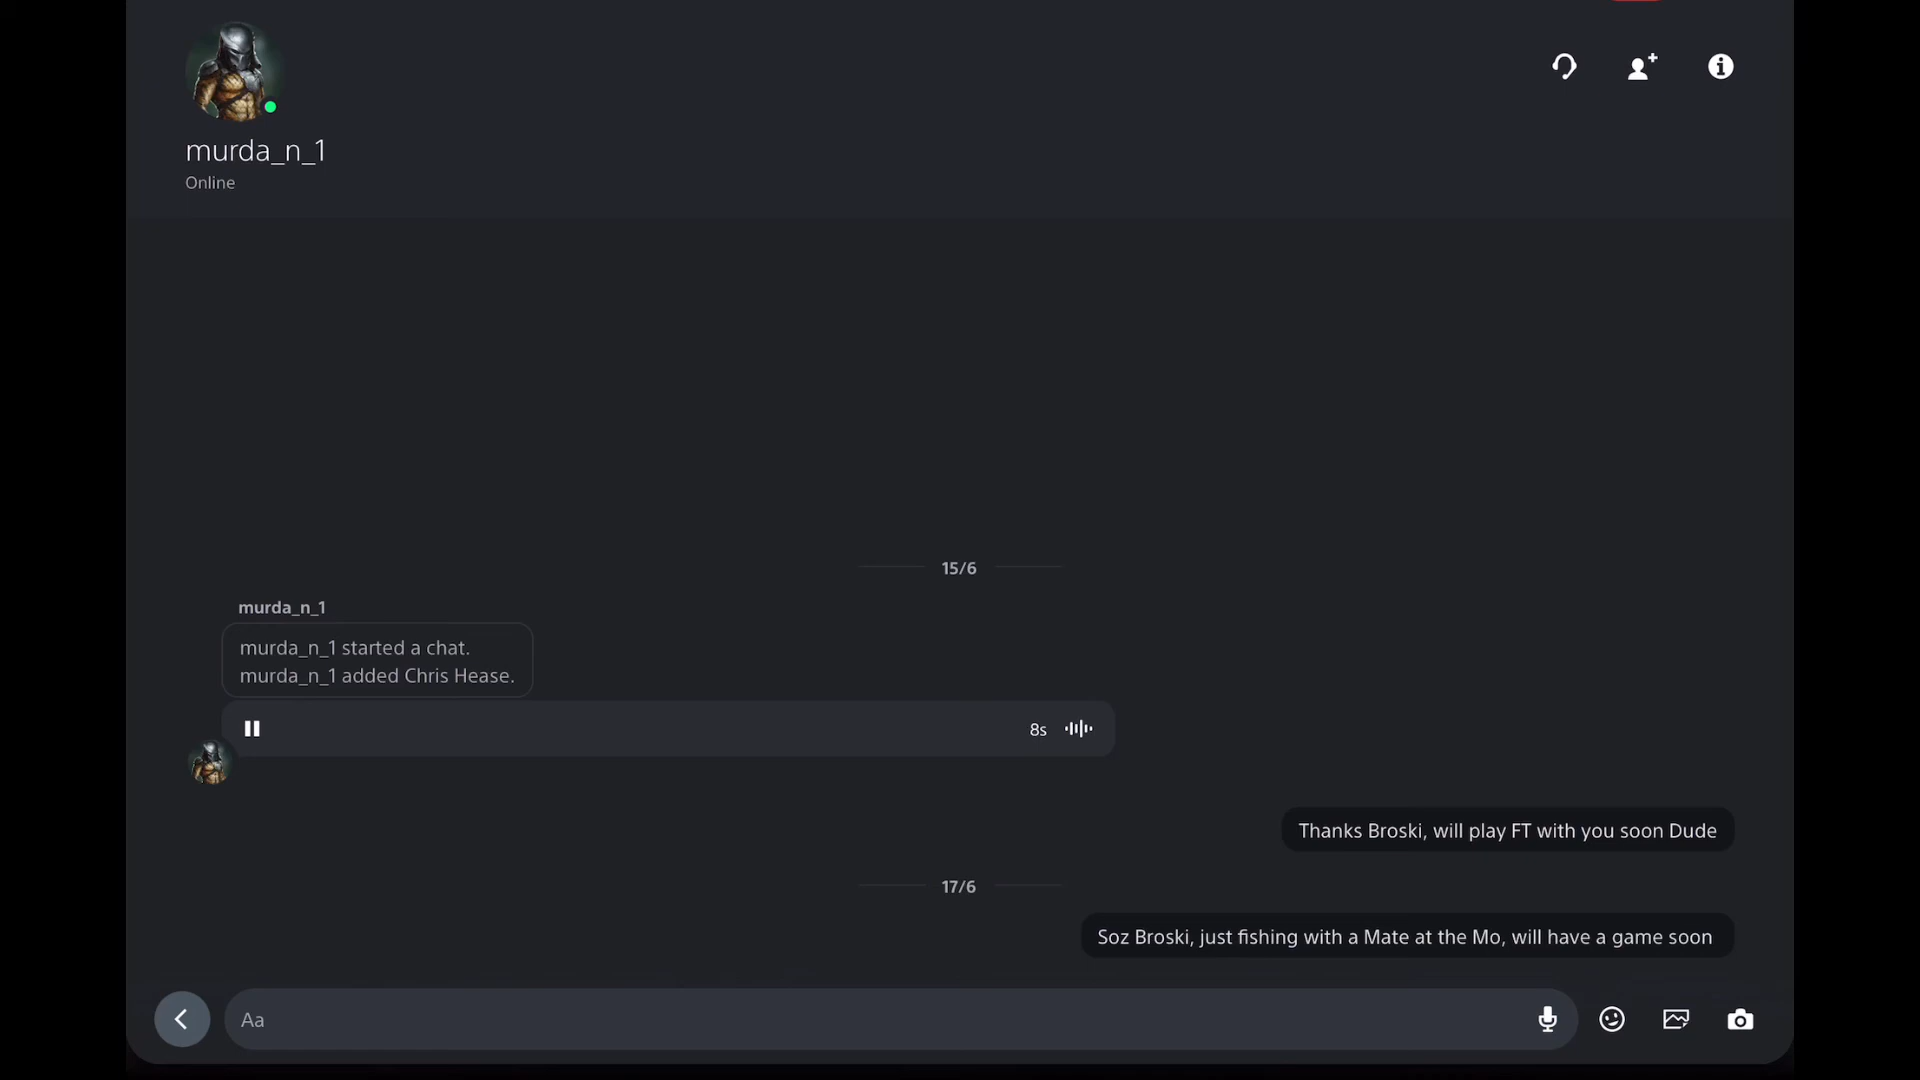 murda_n_1
Online
15/6
murda_n_1
murda_n_1 started a chat.
murda_n_1 added Chris Hease.
8s
Thanks Broski, will play FT with you soon Dude
17/6
Soz Broski, just fishing with a Mate at the Mo, will have a game soon
Aa